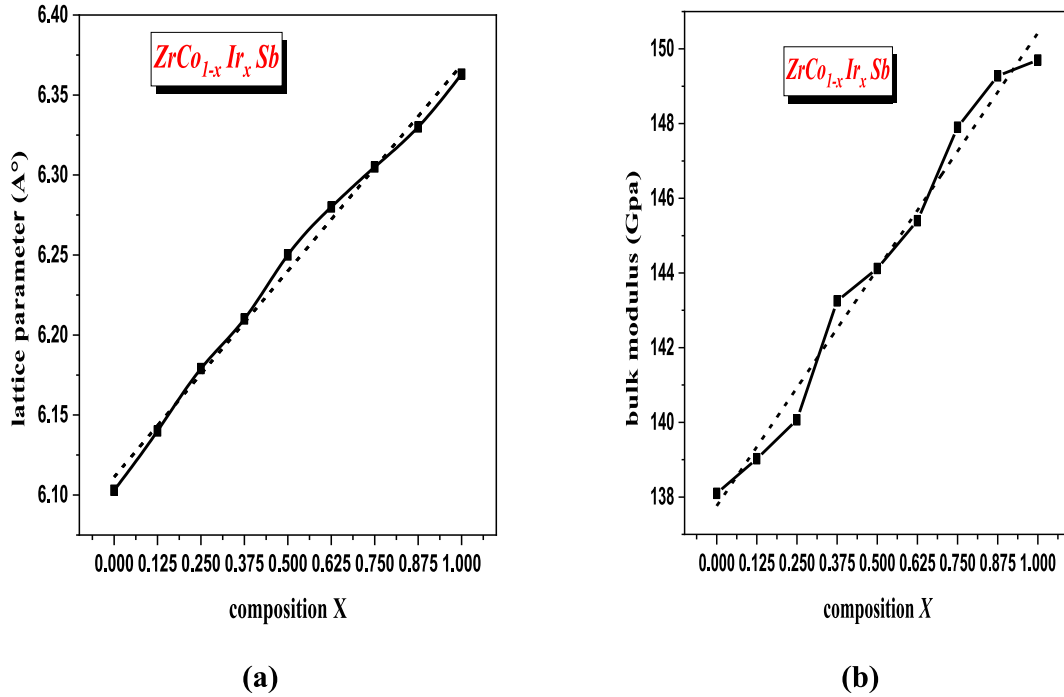 6.40
6.35
6.30
6.25
6.20
6.15
6.10
lattice parameter (A°)
ZrCo1-x Irx Sb
0.000 0.125 0.250 0.375 0.500 0.625 0.750 0.875 1.000
composition X
(a)
150
148
146
144
142
140
138
bulk modulus (Gpa)
ZrCo1-x Irx Sb
0.000 0.125 0.250 0.375 0.500 0.625 0.750 0.875 1.000
composition X
(b)